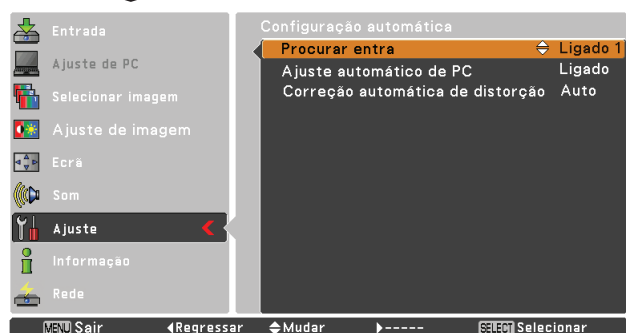 Entrada
Ajuste de PC
Selecionar imagem
Ajuste de imagem
Ecrã
Som
Ajuste
Informação
Rede
Configuração automática
Procurar entra Ligado 1
Ajuste automático de PC Ligado
Correção automática de distorção Auto
MENU Sair Regressar Mudar ----- SELECT Selecionar